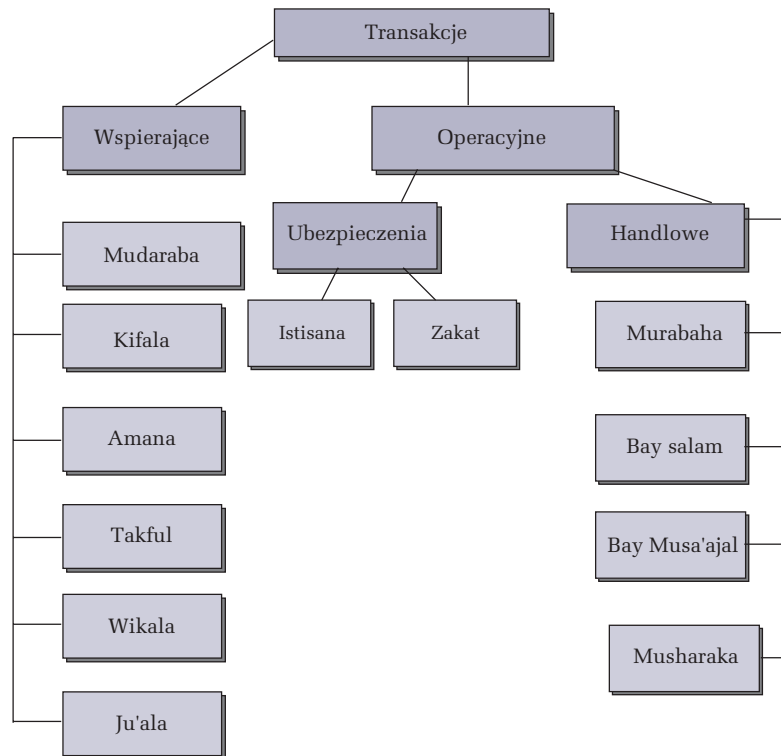 Transakcje
Wspierające
Operacyjne
Ubezpieczenia
Handlowe
Mudaraba
Kifala
Amana
Takful
Wikala
Ju'ala
Istisana
Zakat
Murabaha
Bay salam
Bay Musa'ajal
Musharaka